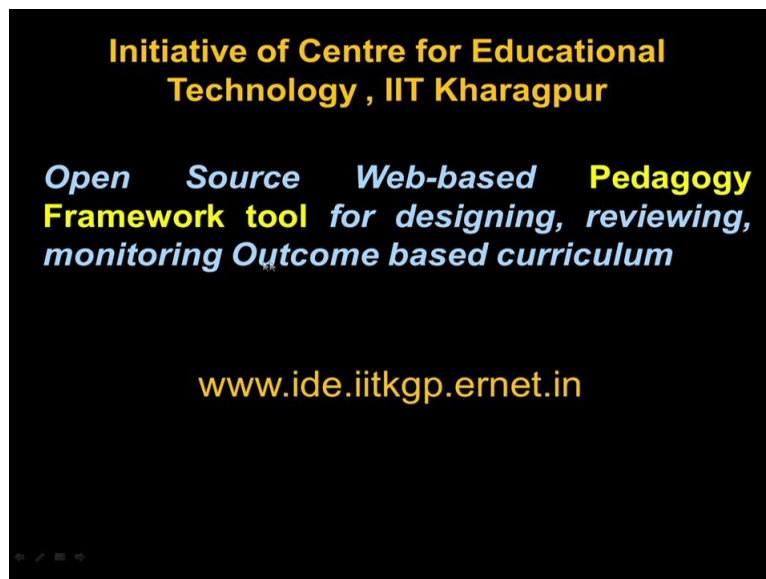 Initiative of Centre for Educational
Technology , IIT Kharagpur
Open Source Web-based Pedagogy
Framework tool for designing, reviewing,
monitoring Outcome based curriculum
www.ide.iitkgp.ernet.in